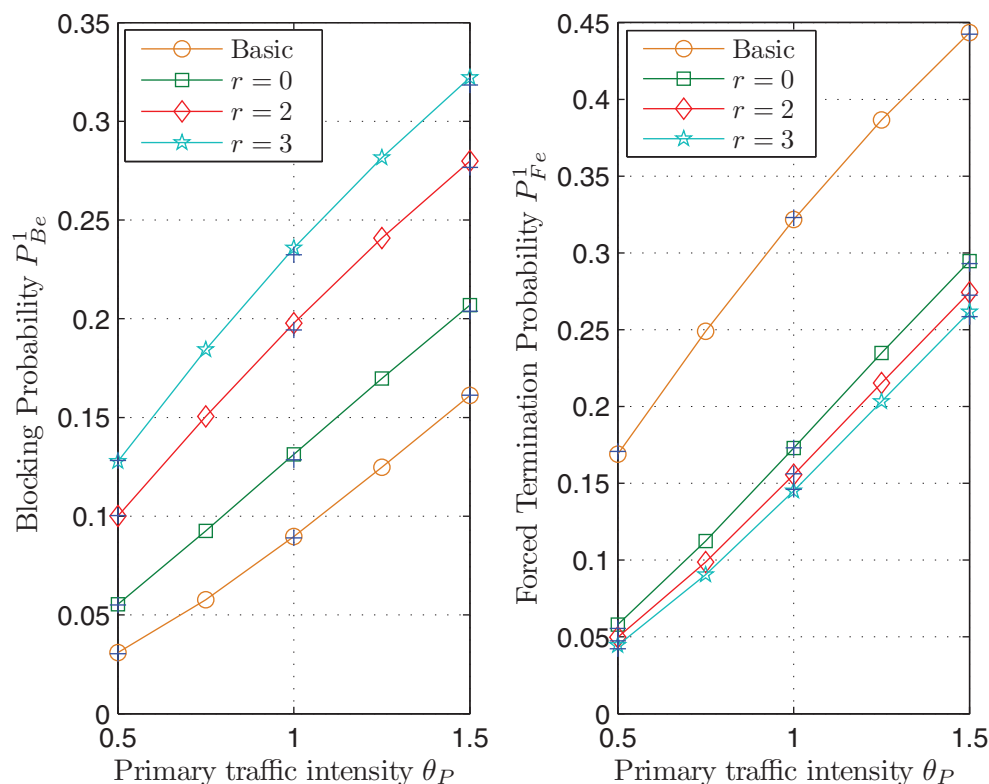 Blocking Probability P^1_{Be}
0.35
0.3
0.25
0.2
0.15
0.1
0.05
0
Basic
r = 0
r = 2
r = 3
0.5
1
1.5
Primary traffic intensity θ_P
Forced Termination Probability P^1_{Fe}
0.45
0.4
0.35
0.3
0.25
0.2
0.15
0.1
0.05
0
Basic
r = 0
r = 2
r = 3
0.5
1
1.5
Primary traffic intensity θ_P